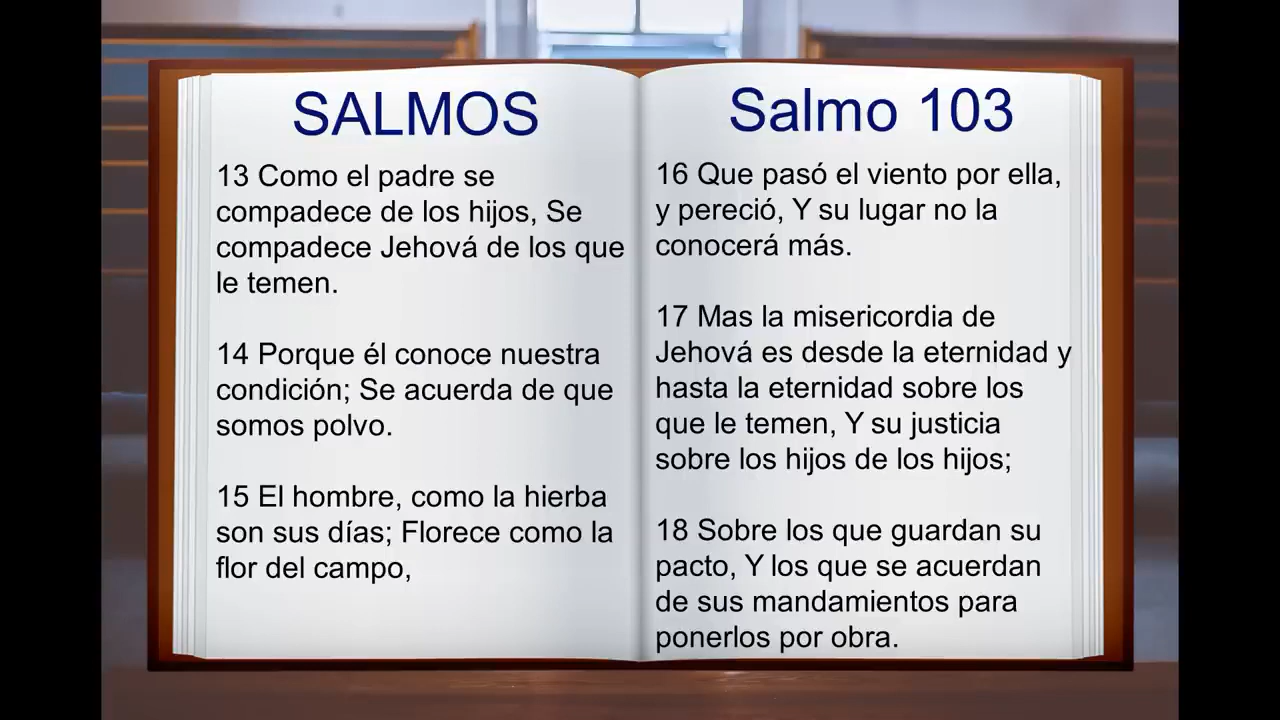 SALMOS
13 Como el padre se
compadece de los hijos, Se
compadece Jehová de los que
le temen.
14 Porque él conoce nuestra
condición; Se acuerda de que
somos polvo.
15 El hombre, como la hierba
son sus días; Florece como la
flor del campo,
Salmo 103
16 Que pasó el viento por ella,
y pereció, Y su lugar no la
conocerá más.
17 Mas la misericordia de
Jehová es desde la eternidad y
hasta la eternidad sobre los
que le temen, Y su justicia
sobre los hijos de los hijos;
18 Sobre los que guardan su
pacto, Y los que se acuerdan
de sus mandamientos para
ponerlos por obra.